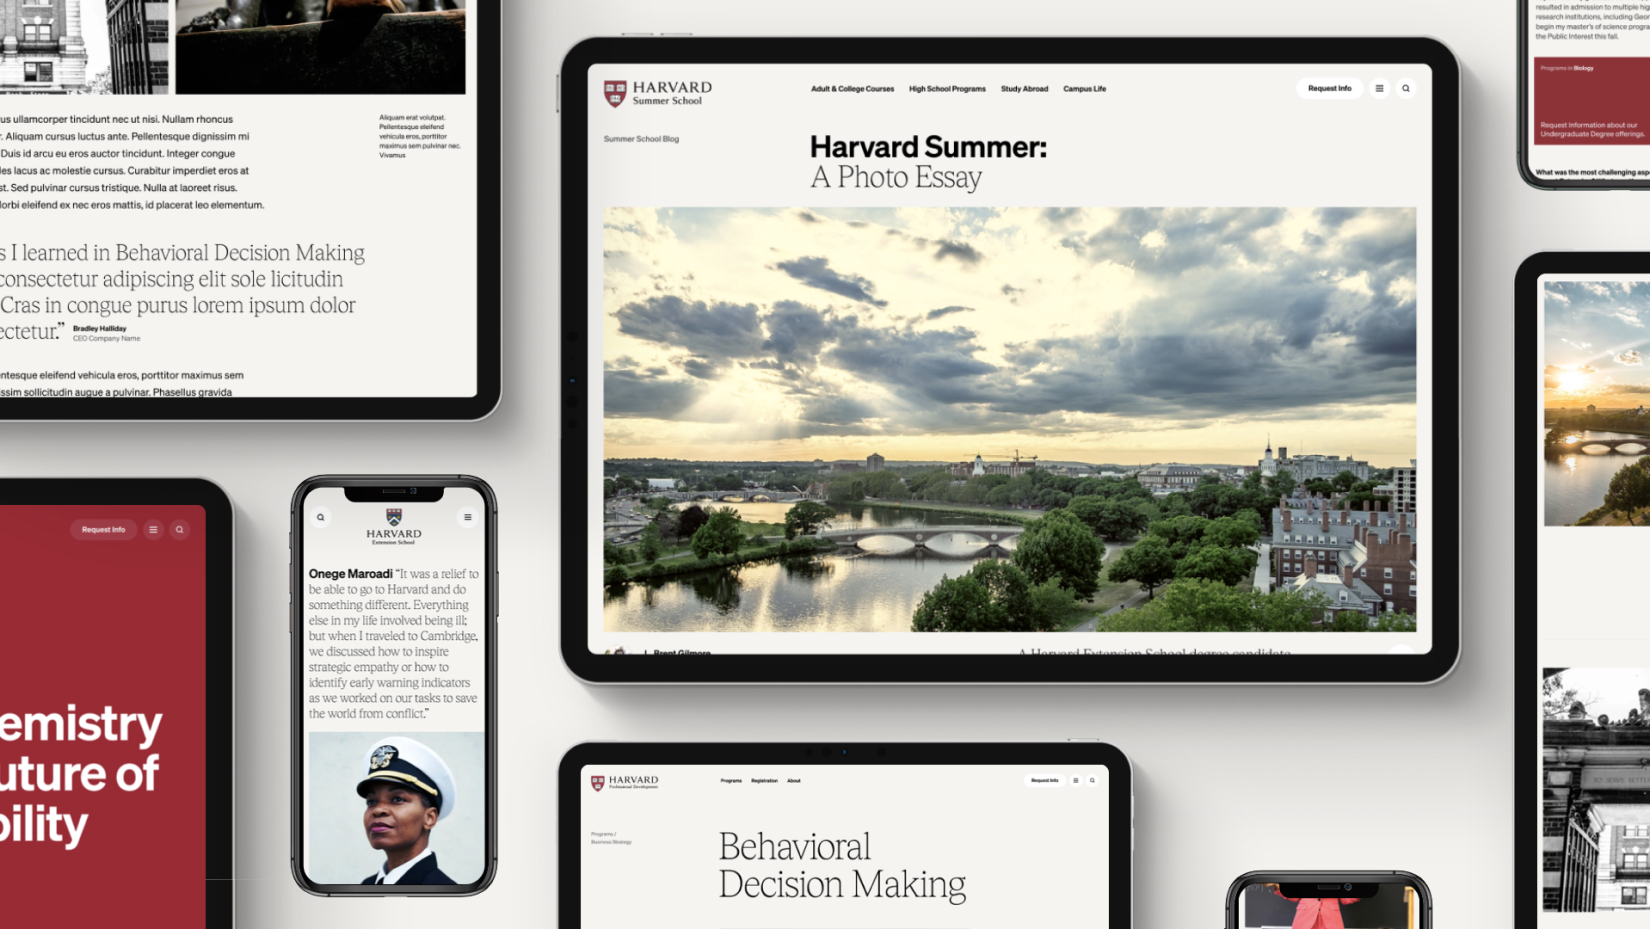 us ullamcorper tincidunt nec ut nisi. Nullam rhoncus
r. Aliquam cursus luctus ante. Pellentesque dignissim mi
Duis id arcu eu eros auctor tincidunt. Integer congue
les lacus ac molestie cursus. Curabitur imperdiet eros at
st. Sed pulvinar cursus tristique. Nulla at laoreet risus.
Morbi eleifend ex nec eros mattis, id placerat leo elementum.
Aliquam erat volutpat.
Pellentesque eleifend
vehicula eros, porttitor
maximus sem pulvinar nec.
Vivamus
s I learned in Behavioral Decision Making
consectetur adipiscing elit sole licitudin
Cras in congue purus lorem ipsum dolor
ectetur.”
Bradley Halliday
CEO Company Name
entesque eleifend vehicula eros, porttitor maximus sem
issim sollicitudin augue a pulvinar. Phasellus gravida
HARVARD
Summer School
Adult & College Courses
High School Programs
Study Abroad
Campus Life
Request Info
Summer School Blog
Harvard Summer:
A Photo Essay
L. Brent Gilmore
A Harvard Extension School degree candidate
resulted in admission to multiple hig
research institutions, including Geor
begin my master's of science progra
the Public Interest this fall.
Programs in Biology
Request Information about our
Undergraduate Degree offerings.
What was the most challenging aspe
Request Info
emistry
uture of
bility
HARVARD
Extension School
Onege Maroadi “It was a relief to
be able to go to Harvard and do
something different. Everything
else in my life involved being ill;
but when I traveled to Cambridge,
we discussed how to inspire
strategic empathy or how to
identify early warning indicators
as we worked on our tasks to save
the world from conflict.”
HARVARD
Professional Development
Programs
Registration
About
Request Info
Programs /
Business Strategy
Behavioral
Decision Making